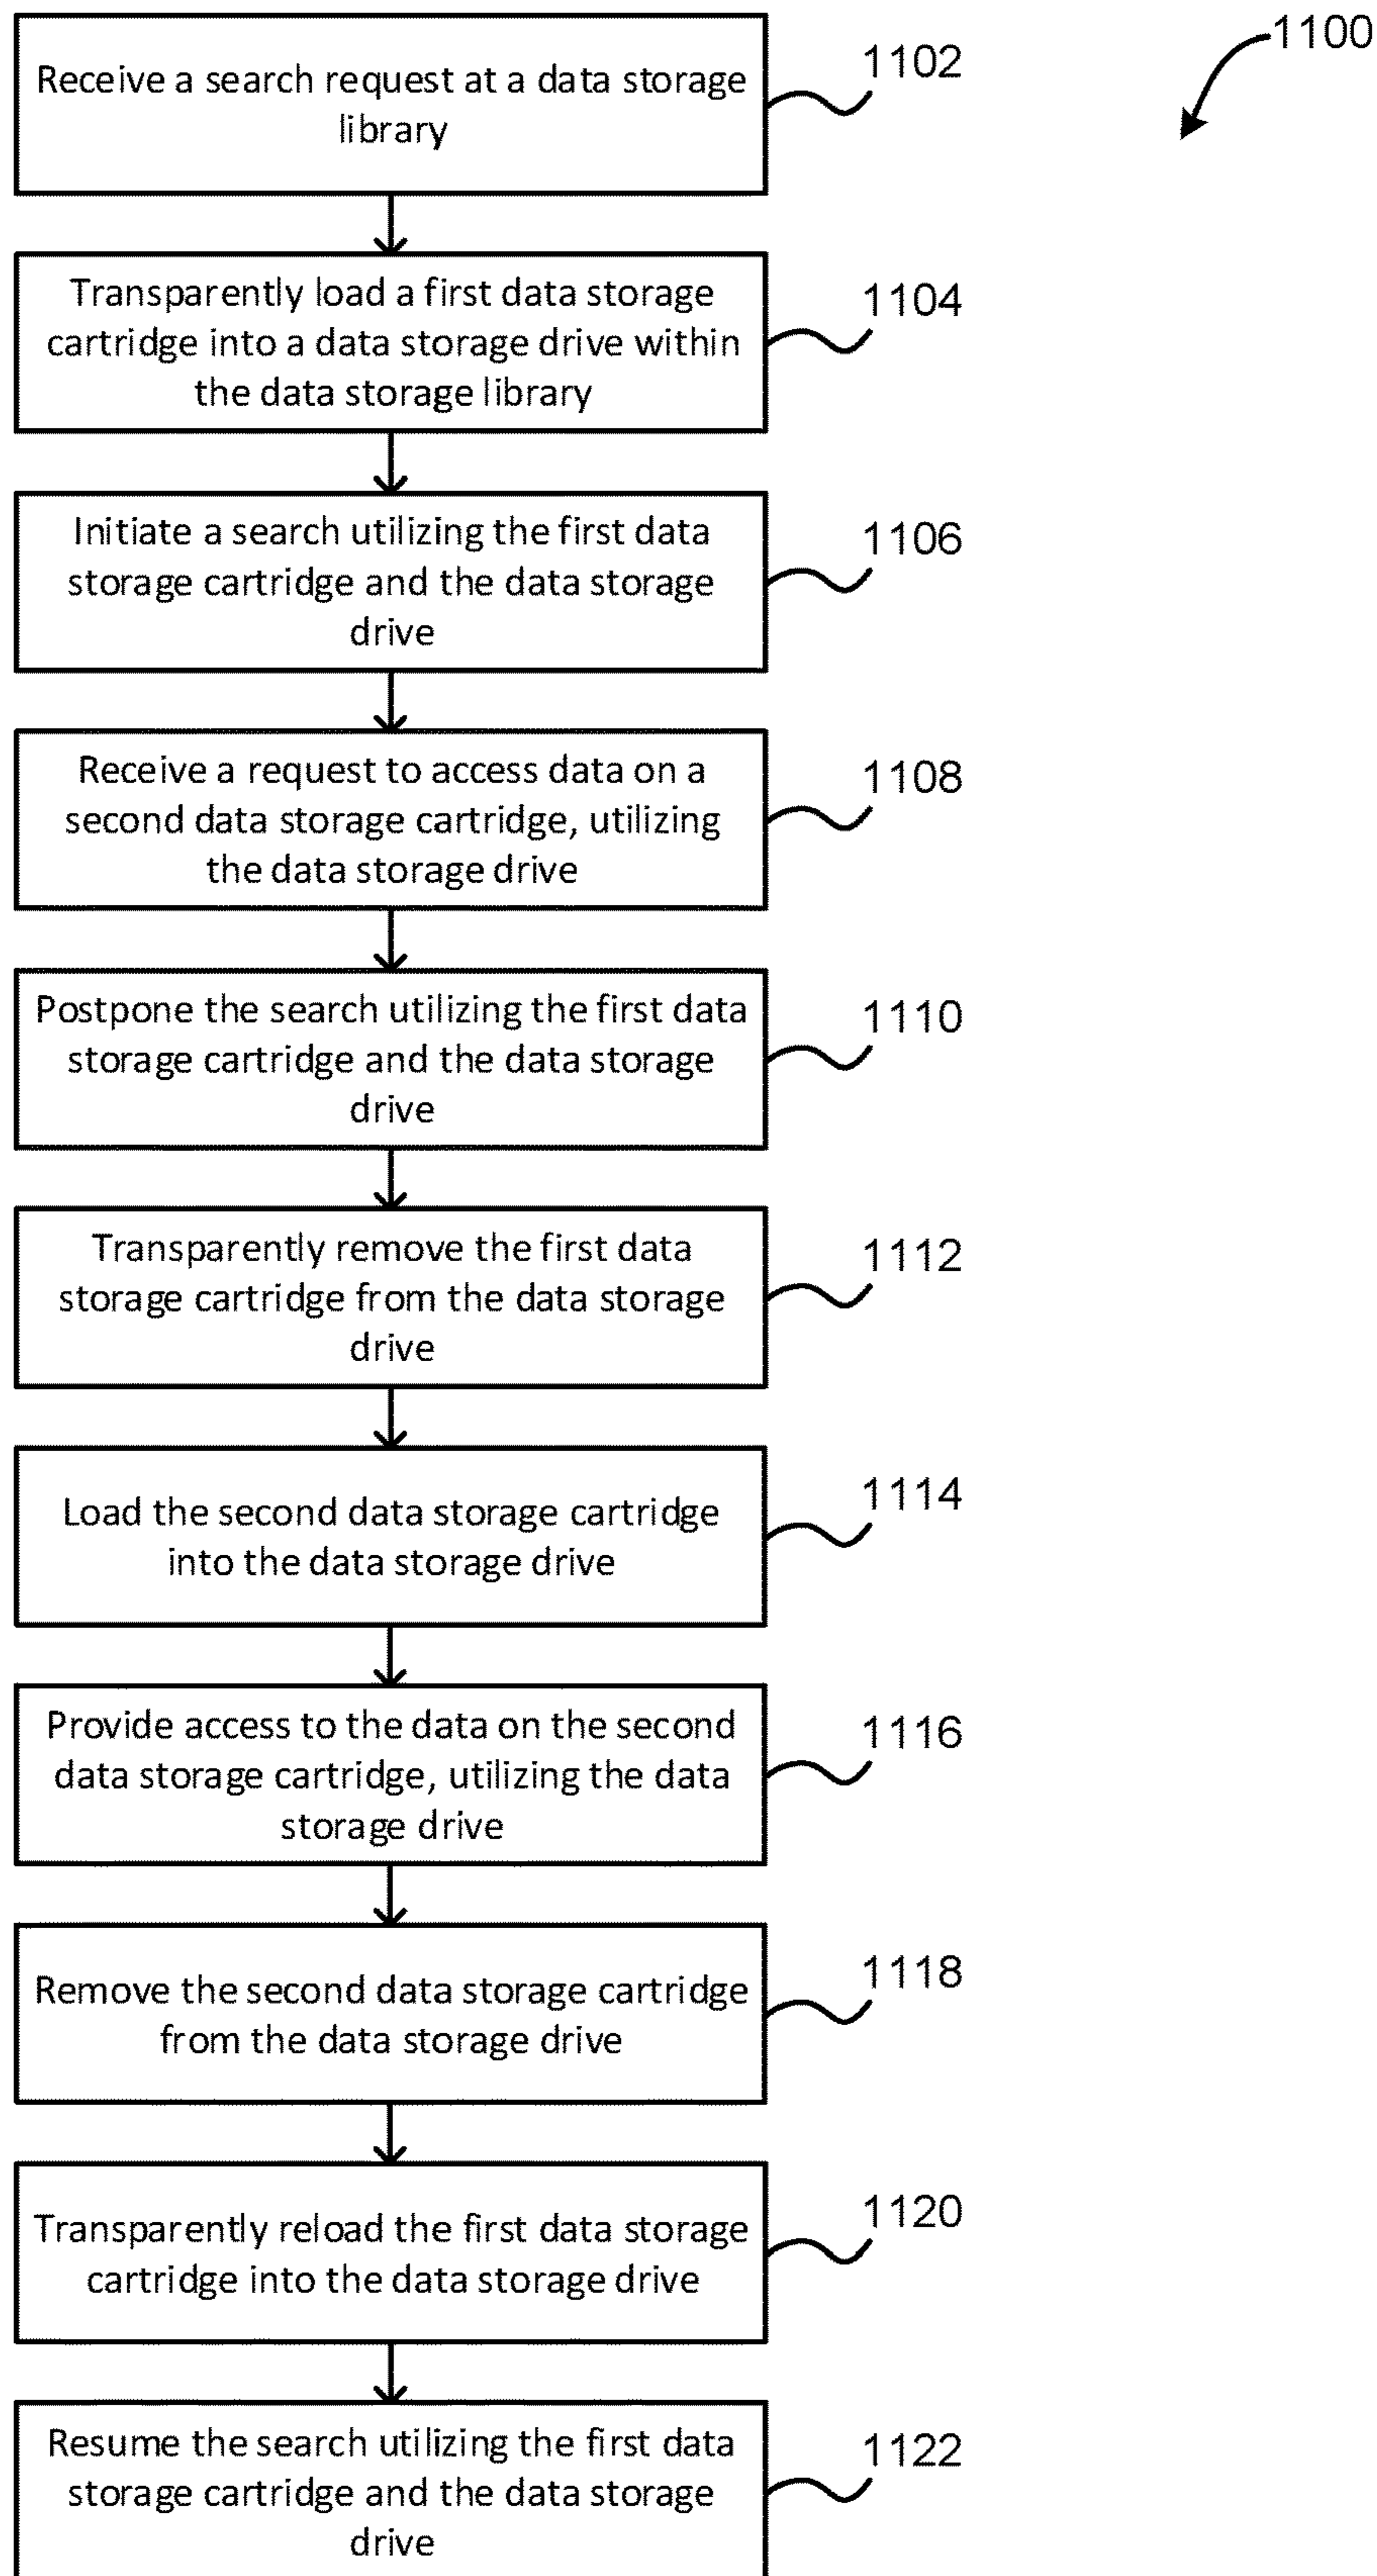 1100
Receive a search request at a data storage
library
1102
Transparently load a first data storage
cartridge into a data storage drive within
the data storage library
1104
Initiate a search utilizing the first data
storage cartridge and the data storage
drive
1106
Receive a request to access data on a
second data storage cartridge, utilizing
the data storage drive
1108
Postpone the search utilizing the first data
storage cartridge and the data storage
drive
1110
Transparently remove the first data
storage cartridge from the data storage
drive
1112
Load the second data storage cartridge
into the data storage drive
1114
Provide access to the data on the second
data storage cartridge, utilizing the data
storage drive
1116
Remove the second data storage cartridge
from the data storage drive
1118
Transparently reload the first data storage
cartridge into the data storage drive
1120
Resume the search utilizing the first data
storage cartridge and the data storage
drive
1122